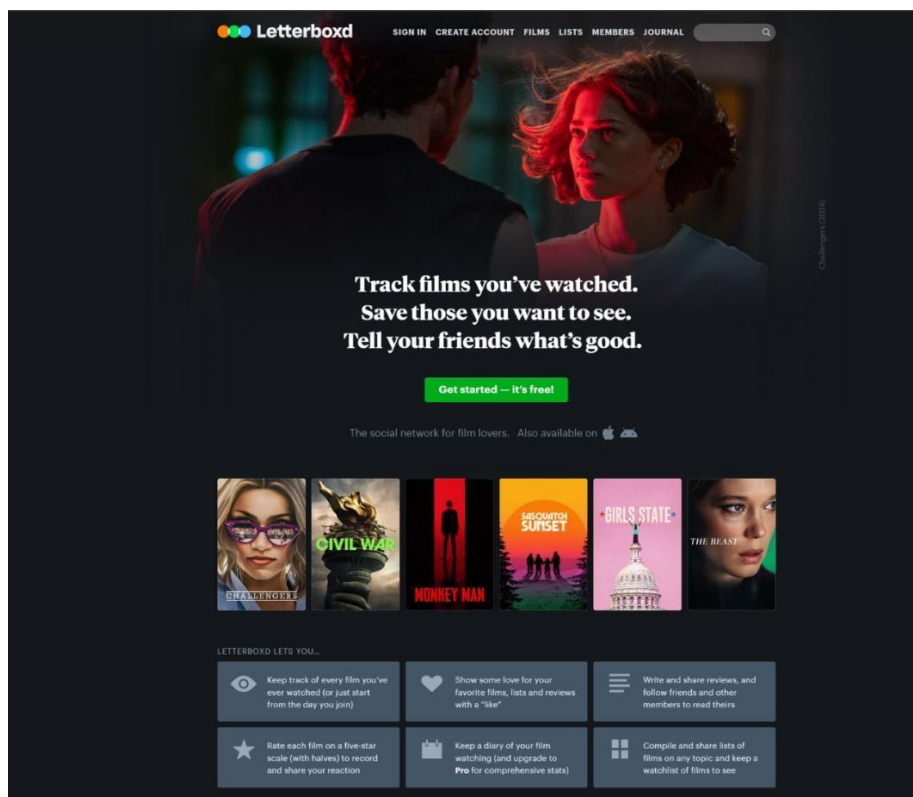 Letterboxd
SIGN IN CREATE ACCOUNT FILMS LISTS MEMBERS JOURNAL
Challengers (2024)
Track films you’ve watched.
Save those you want to see.
Tell your friends what’s good.
Get started — it’s free!
The social network for film lovers. Also available on
CHALLENGERS
CIVIL WAR
MONKEY MAN
SASQUATCH
SUNSET
GIRLS STATE
THE BEAST
LETTERBOXD LETS YOU...
Keep track of every film you’ve
ever watched (or just start
from the day you join)
Show some love for your
favorite films, lists and reviews
with a “like”
Write and share reviews, and
follow friends and other
members to read theirs
Rate each film on a five-star
scale (with halves) to record
and share your reaction
Keep a diary of your film
watching (and upgrade to
Pro for comprehensive stats)
Compile and share lists of
films on any topic and keep a
watchlist of films to see